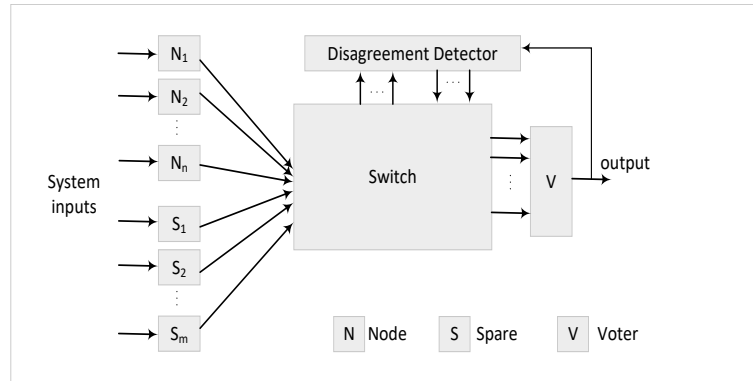 N1
Disagreement Detector
N2
...
...
...
Nn
System
inputs
Switch
...
V
output
S1
S2
...
Sm
N Node
S Spare
V Voter